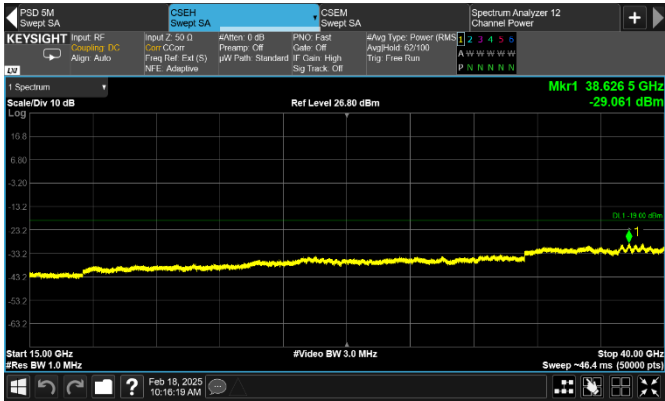 PSD 5M
Swept SA
CSEH
Swept SA
CSEM
Swept SA
Spectrum Analyzer 12
Channel Power
KEYSIGHT
Input: RF
Coupling: DC
Align: Auto
Input Z: 50 Ω
Corr CCorr
Freq Ref: Ext (S)
NFE: Adaptive
#Atten: 0 dB
Preamp: Off
µW Path: Standard
PNO: Fast
Gate: Off
IF Gain: High
Sig Track: Off
#Avg Type: Power (RMS)
Avg|Hold: 62/100
Trig: Free Run
1 2 3 4 5 6
A W W W W W
P N N N N N
LXI
1 Spectrum
Mkr1 38.626 5 GHz
Scale/Div 10 dB
Ref Level 26.80 dBm
-29.061 dBm
Log
16.8
6.80
-3.20
-13.2
DL1 -19.00 dBm
-23.2
1
-33.2
-43.2
-53.2
-63.2
Start 15.00 GHz
#Video BW 3.0 MHz
Stop 40.00 GHz
#Res BW 1.0 MHz
Sweep ~46.4 ms (50000 pts)
Feb 18, 2025
10:16:19 AM